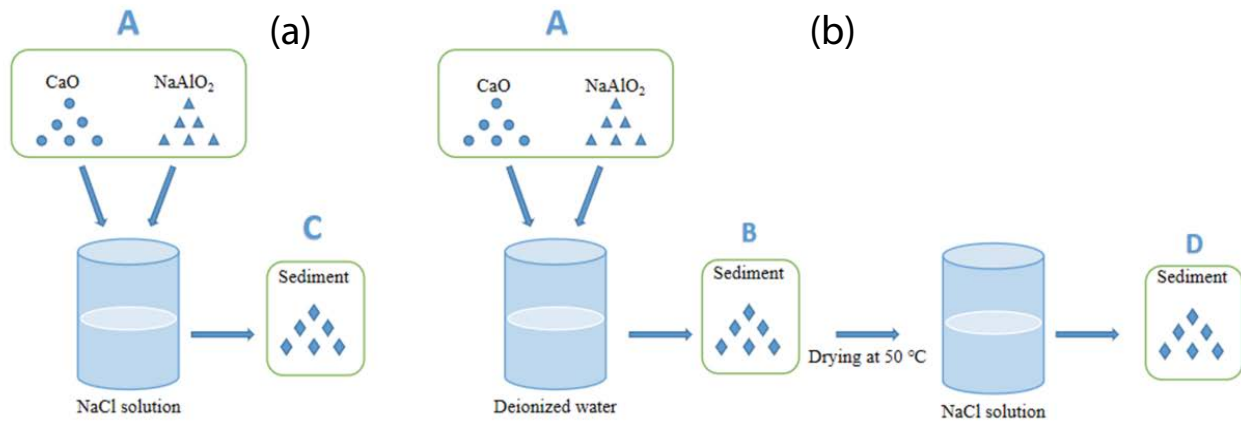 A
(a)
CaO
NaAlO₂
C
Sediment
NaCl solution
A
(b)
CaO
NaAlO₂
B
Sediment
Deionized water
Drying at 50 ℃
D
Sediment
NaCl solution